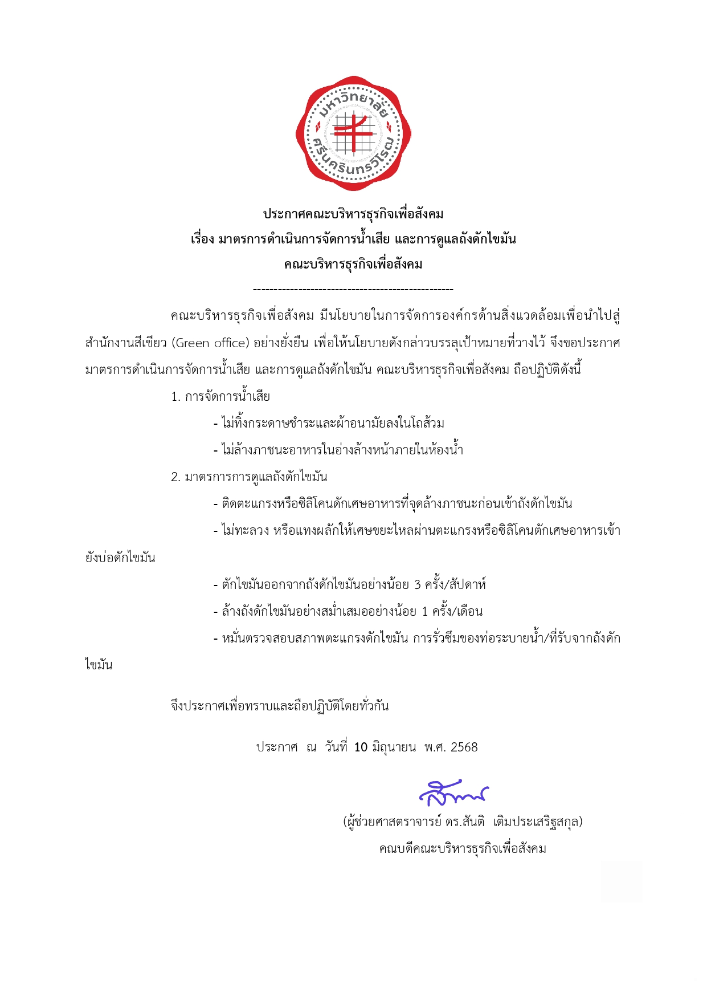 มหาวิทยาลัย
ศรีนครินทรวิโรฒ
ประกาศคณะบริหารธุรกิจเพื่อสังคม
เรื่อง มาตรการดำเนินการจัดการน้ำเสีย และการดูแลถังดักไขมัน
คณะบริหารธุรกิจเพื่อสังคม
-------------------------------------------------
คณะบริหารธุรกิจเพื่อสังคม มีนโยบายในการจัดการองค์กรด้านสิ่งแวดล้อมเพื่อนำไปสู่
สำนักงานสีเขียว (Green office) อย่างยั่งยืน เพื่อให้นโยบายดังกล่าวบรรลุเป้าหมายที่วางไว้ จึงขอประกาศ
มาตรการดำเนินการจัดการน้ำเสีย และการดูแลถังดักไขมัน คณะบริหารธุรกิจเพื่อสังคม ถือปฏิบัติดังนี้
1. การจัดการน้ำเสีย
- ไม่ทิ้งกระดาษชำระและผ้าอนามัยลงในโถส้วม
- ไม่ล้างภาชนะอาหารในอ่างล้างหน้าภายในห้องน้ำ
2. มาตรการการดูแลถังดักไขมัน
- ติดตะแกรงหรือซิลิโคนดักเศษอาหารที่จุดล้างภาชนะก่อนเข้าถังดักไขมัน
- ไม่ทะลวง หรือแทงผลักให้เศษขยะไหลผ่านตะแกรงหรือซิลิโคนตักเศษอาหารเข้า
ยังบ่อดักไขมัน
- ตักไขมันออกจากถังดักไขมันอย่างน้อย 3 ครั้ง/สัปดาห์
- ล้างถังดักไขมันอย่างสม่ำเสมออย่างน้อย 1 ครั้ง/เดือน
- หมั่นตรวจสอบสภาพตะแกรงดักไขมัน การรั่วซึมของท่อระบายน้ำ/ที่รับจากถังดัก
ไขมัน
จึงประกาศเพื่อทราบและถือปฏิบัติโดยทั่วกัน
ประกาศ ณ วันที่ 10 มิถุนายน พ.ศ. 2568
(ผู้ช่วยศาสตราจารย์ ดร.สันติ เติมประเสริฐสกุล)
คณบดีคณะบริหารธุรกิจเพื่อสังคม